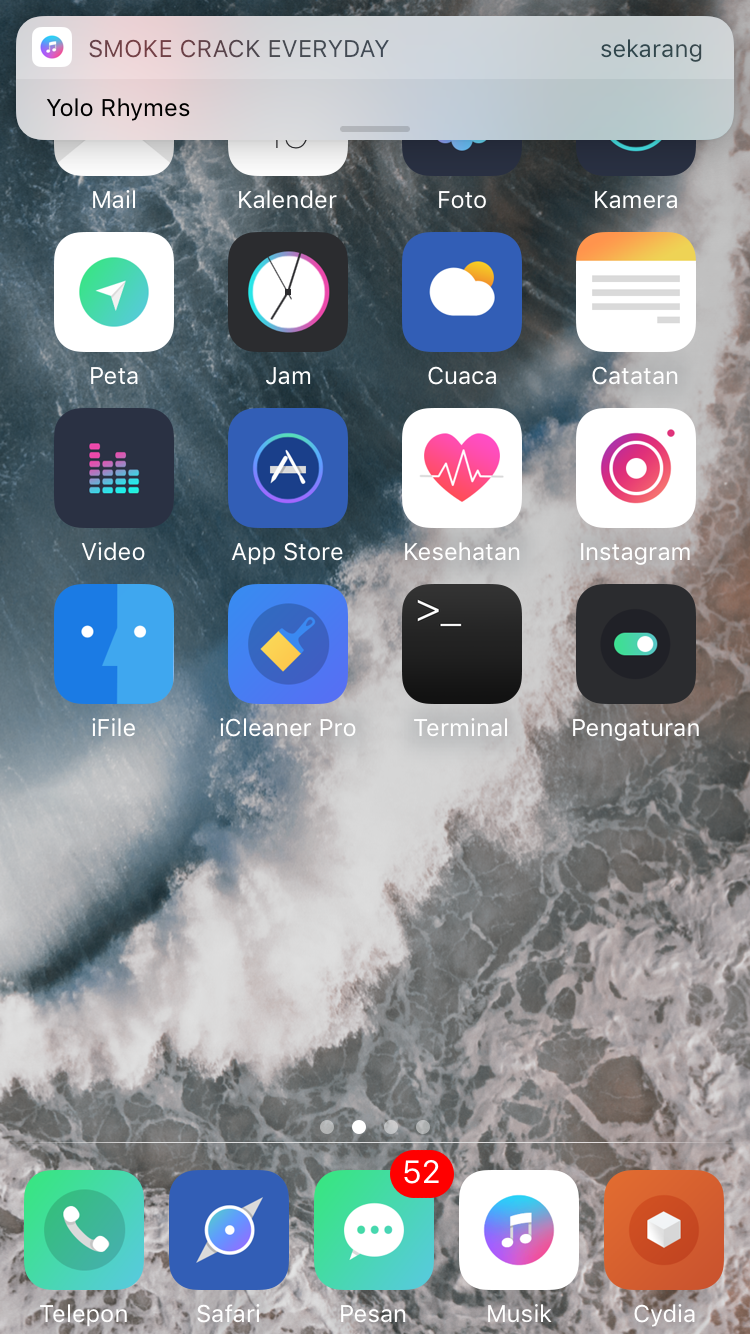 SMOKE CRACK EVERYDAY sekarang
Yolo Rhymes
Mail Kalender Foto Kamera
Peta Jam Cuaca Catatan
Video App Store Kesehatan Instagram
>_
iFile iCleaner Pro Terminal Pengaturan
52
Telepon Safari Pesan Musik Cydia